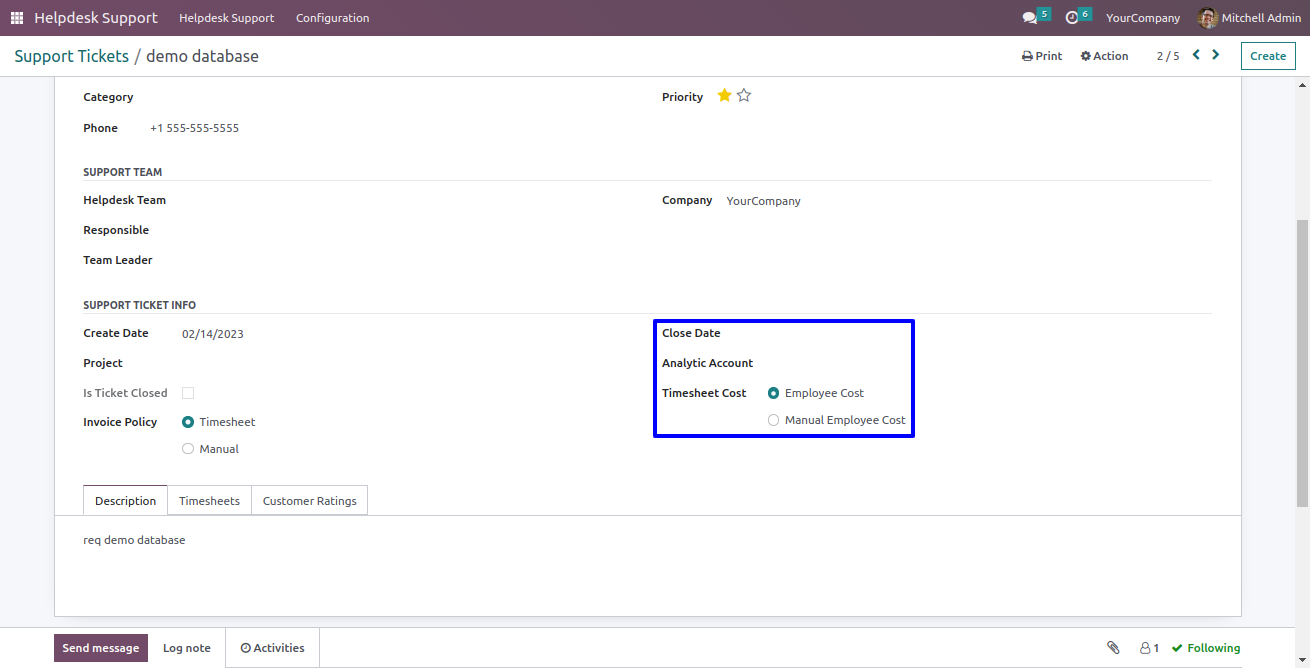 Helpdesk Support Helpdesk Support Configuration 5 6 YourCompany Mitchell Admin
Support Tickets / demo database Print Action 2 / 5 Create
Category Priority
Phone +1 555-555-5555
SUPPORT TEAM
Helpdesk Team Company YourCompany
Responsible
Team Leader
SUPPORT TICKET INFO
Create Date 02/14/2023 Close Date
Project Analytic Account
Is Ticket Closed Timesheet Cost Employee Cost
Invoice Policy Timesheet Manual Employee Cost
Manual
Description Timesheets Customer Ratings
req demo database
Send message Log note Activities 1 Following